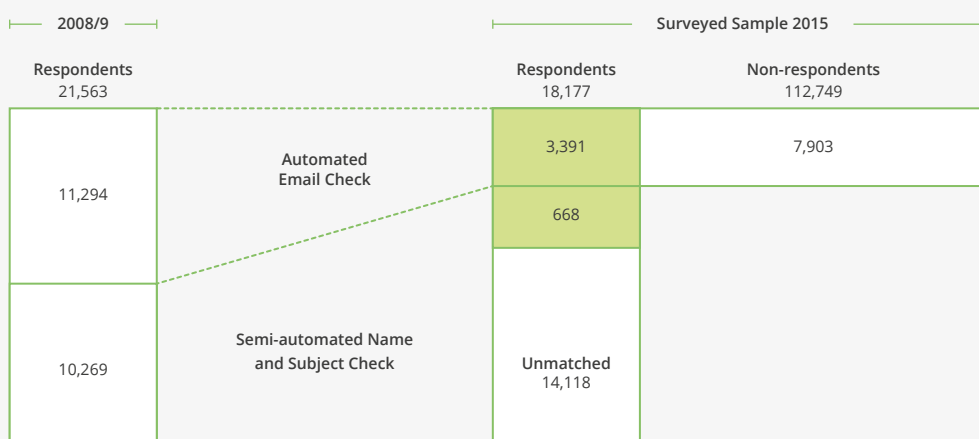 2008/9
Surveyed Sample 2015
Respondents
21,563
Respondents
18,177
Non-respondents
112,749
11,294
Automated
Email Check
3,391
7,903
668
10,269
Semi-automated Name
and Subject Check
Unmatched
14,118